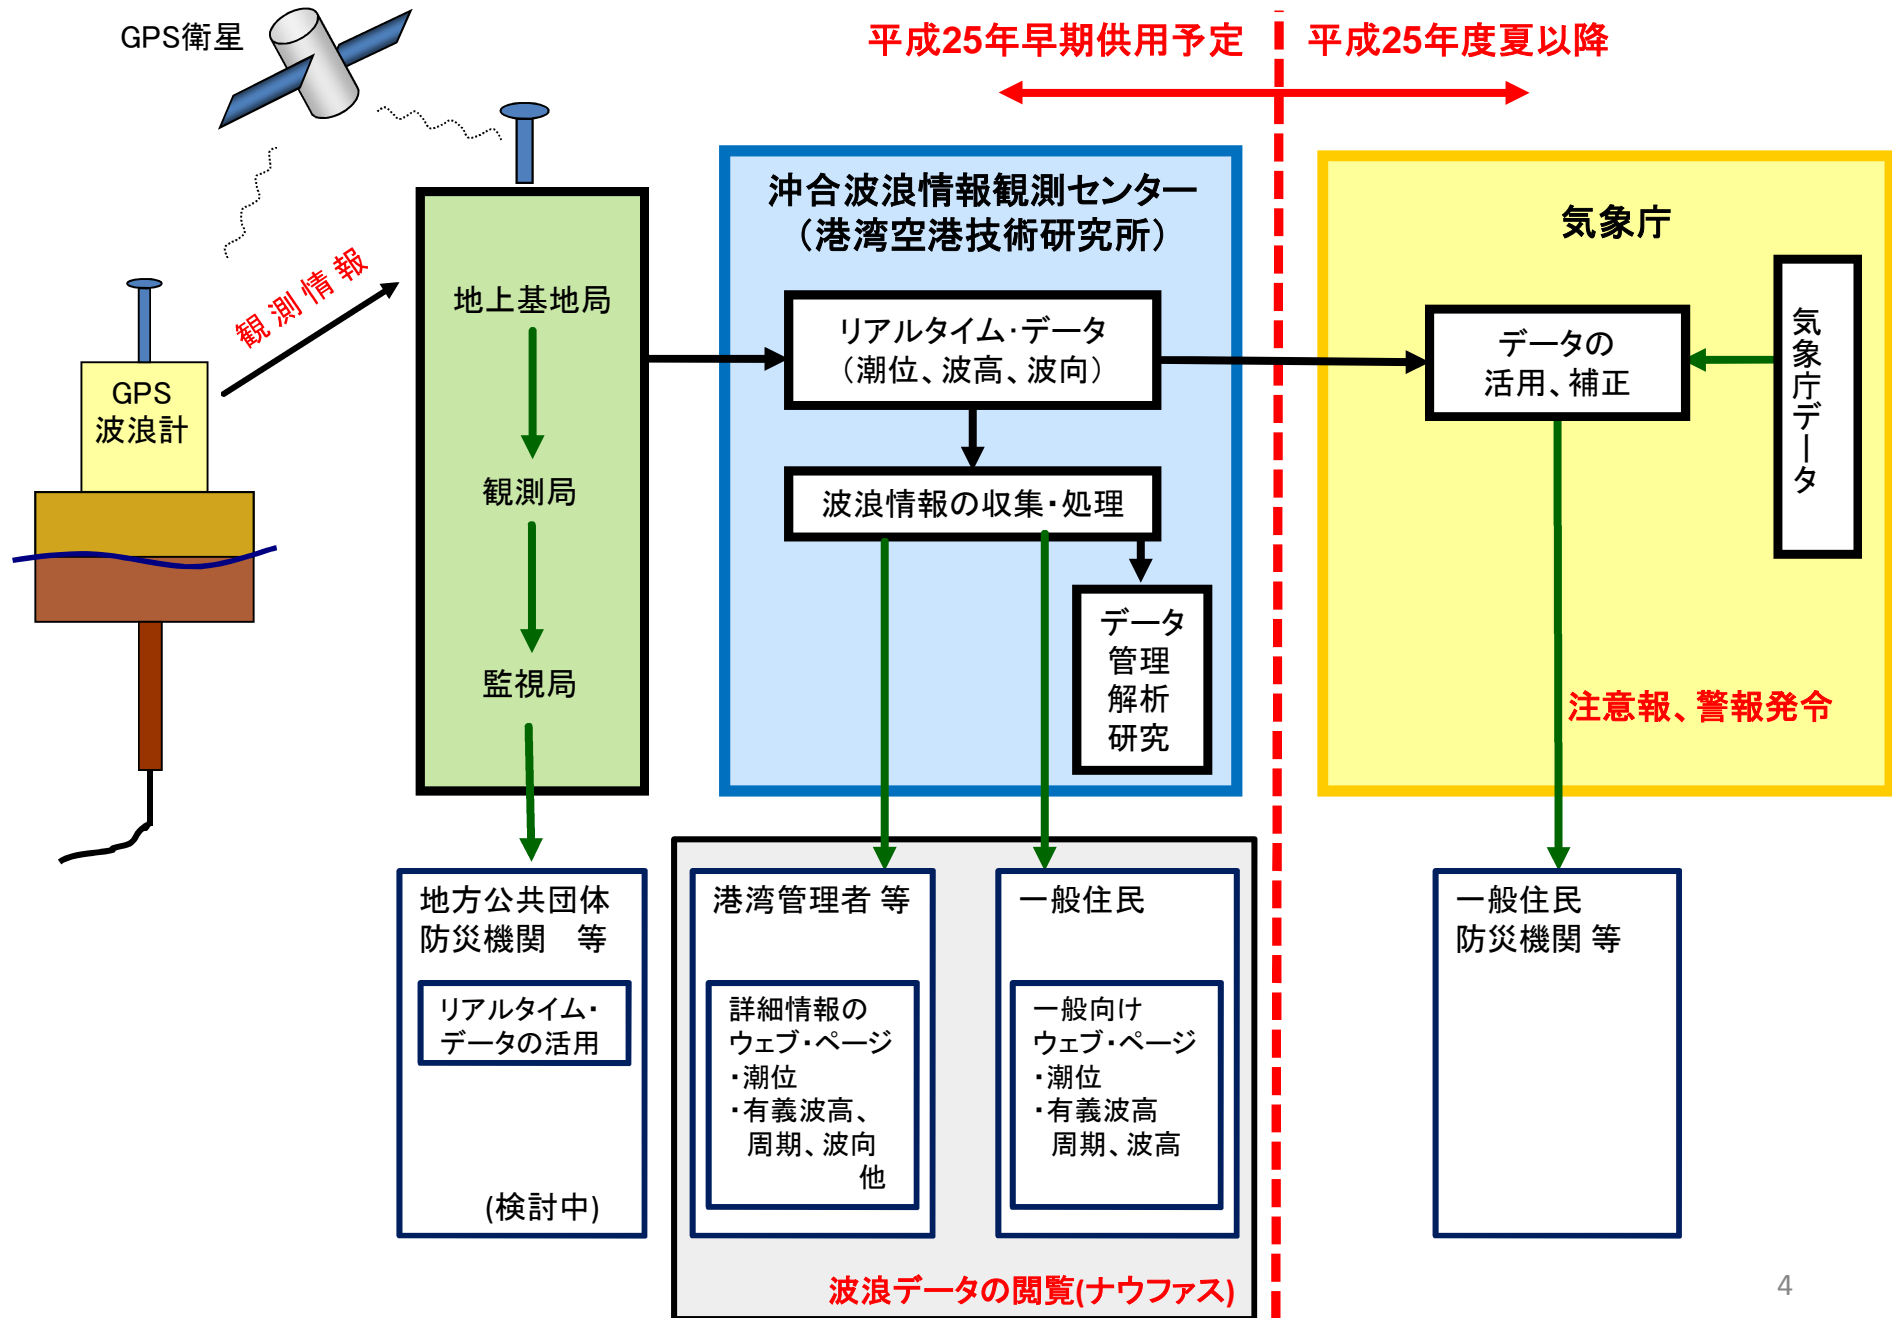 GPS衛星
平成25年早期供用予定
平成25年度夏以降
観測情報
GPS
波浪計
地上基地局
観測局
監視局
沖合波浪情報観測センター
（港湾空港技術研究所）
リアルタイム・データ
（潮位、波高、波向）
波浪情報の収集・処理
データ
管理
解析
研究
気象庁
データの
活用、補正
気象庁データ
注意報、警報発令
地方公共団体
防災機関　等
リアルタイム・
データの活用
(検討中)
港湾管理者 等
詳細情報の
ウェブ・ページ
・潮位
・有義波高、
周期、波向
他
一般住民
一般向け
ウェブ・ページ
・潮位
・有義波高
周期、波高
波浪データの閲覧(ナウファス)
一般住民
防災機関 等
4